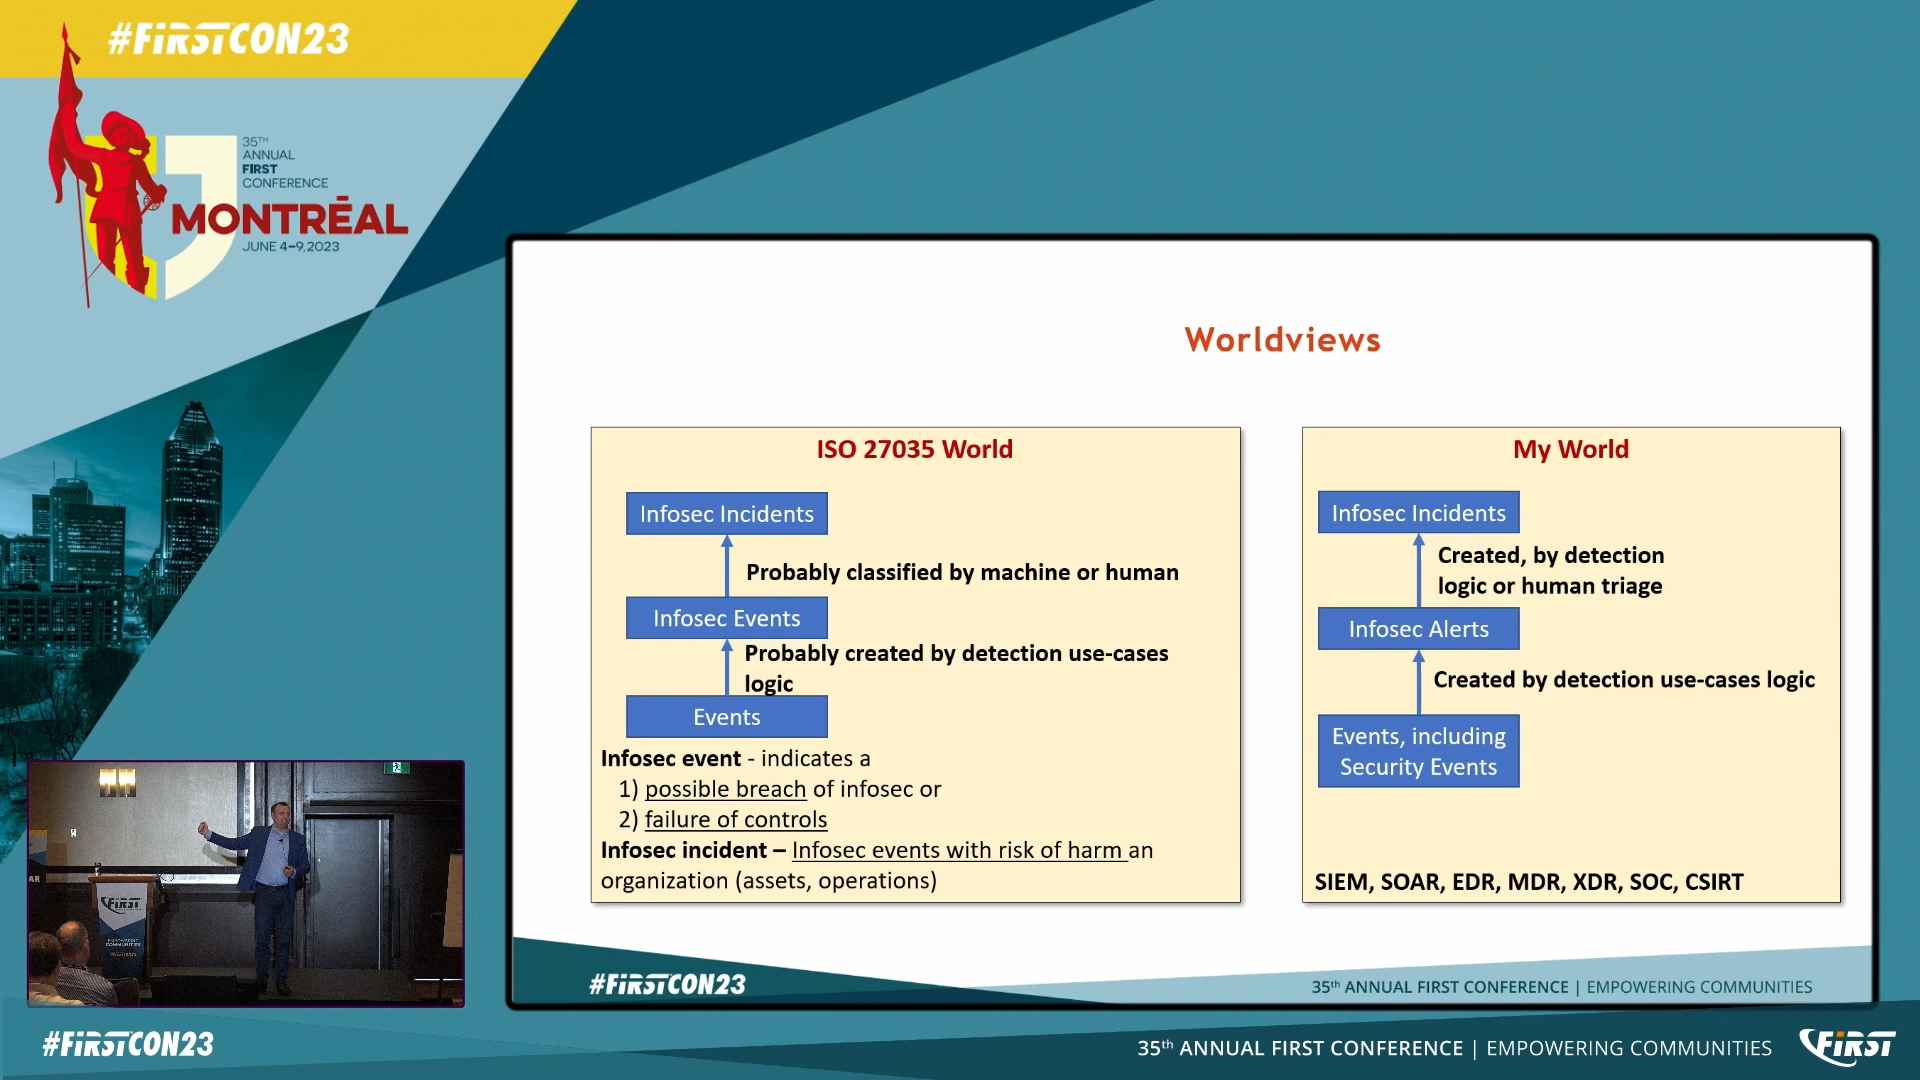 #FiRSTCON23
35TH
ANNUAL
FIRST
CONFERENCE
MONTRÉAL
JUNE 4–9, 2023
Worldviews
ISO 27035 World
Infosec Incidents
Probably classified by machine or human
Infosec Events
Probably created by detection use-cases
logic
Events
Infosec event - indicates a
1) possible breach of infosec or
2) failure of controls
Infosec incident – Infosec events with risk of harm an
organization (assets, operations)
My World
Infosec Incidents
Created, by detection
logic or human triage
Infosec Alerts
Created by detection use-cases logic
Events, including
Security Events
SIEM, SOAR, EDR, MDR, XDR, SOC, CSIRT
#FiRSTCON23
35th ANNUAL FIRST CONFERENCE | EMPOWERING COMMUNITIES
AR
FiRST
EMPOWERING
COMMUNITIES
#FiRSTCON23
35th ANNUAL FIRST CONFERENCE | EMPOWERING COMMUNITIES
FiRST